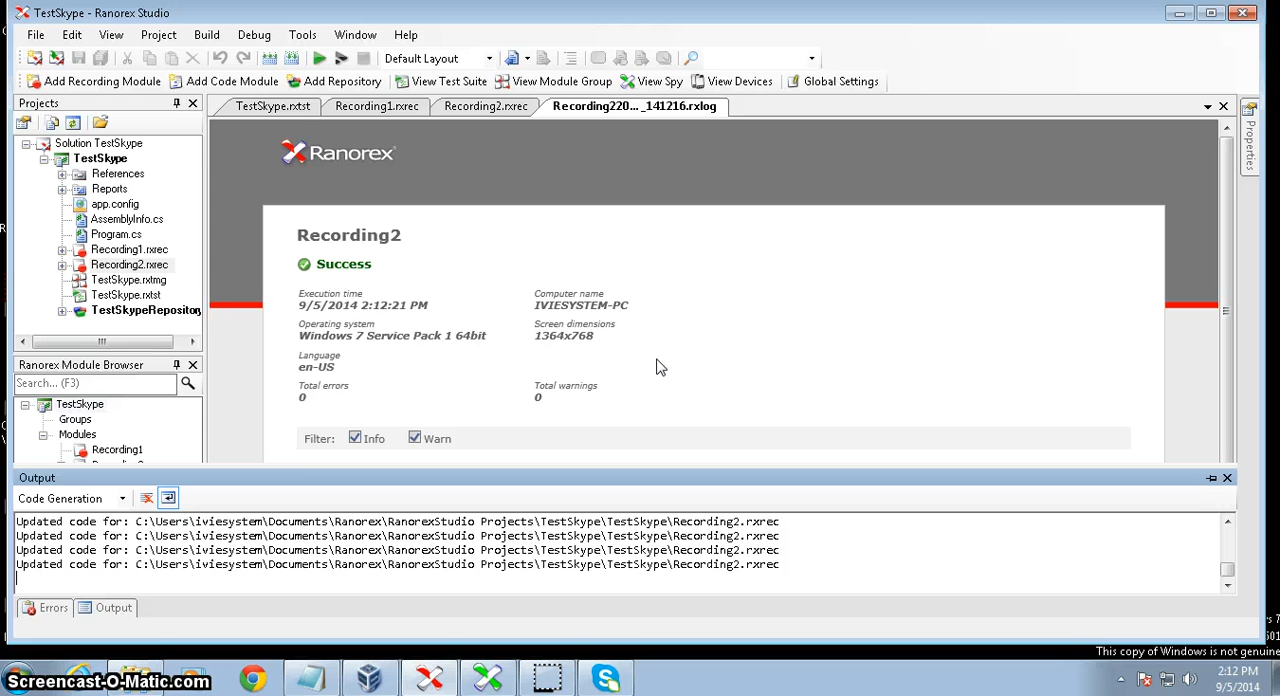 TestSkype - Ranorex Studio
File Edit View Project Build Debug Tools Window Help
Default Layout
Add Recording Module Add Code Module Add Repository View Test Suite View Module Group View Spy View Devices Global Settings
Projects
TestSkype.rxtst Recording1.rxrec Recording2.rxrec Recording220... _141216.rxlog
Properties
Solution TestSkype
TestSkype
References
Reports
app.config
AssemblyInfo.cs
Program.cs
Recording1.rxrec
Recording2.rxrec
TestSkype.rxtmg
TestSkype.rxtst
TestSkypeRepository
Ranorex Module Browser
Search... (F3)
TestSkype
Groups
Modules
Recording1
Ranorex
Recording2
Success
Execution time Computer name
9/5/2014 2:12:21 PM IVIESYSTEM-PC
Operating system Screen dimensions
Windows 7 Service Pack 1 64bit 1364x768
Language
en-US
Total errors Total warnings
0 0
Filter: Info Warn
Output
Code Generation
Updated code for: C:\Users\iviesystem\Documents\Ranorex\RanorexStudio Projects\TestSkype\TestSkype\Recording2.rxrec
Updated code for: C:\Users\iviesystem\Documents\Ranorex\RanorexStudio Projects\TestSkype\TestSkype\Recording2.rxrec
Updated code for: C:\Users\iviesystem\Documents\Ranorex\RanorexStudio Projects\TestSkype\TestSkype\Recording2.rxrec
Updated code for: C:\Users\iviesystem\Documents\Ranorex\RanorexStudio Projects\TestSkype\TestSkype\Recording2.rxrec
Errors Output
This copy of Windows is not genuine
Screencast-O-Matic.com
2:12 PM
9/5/2014